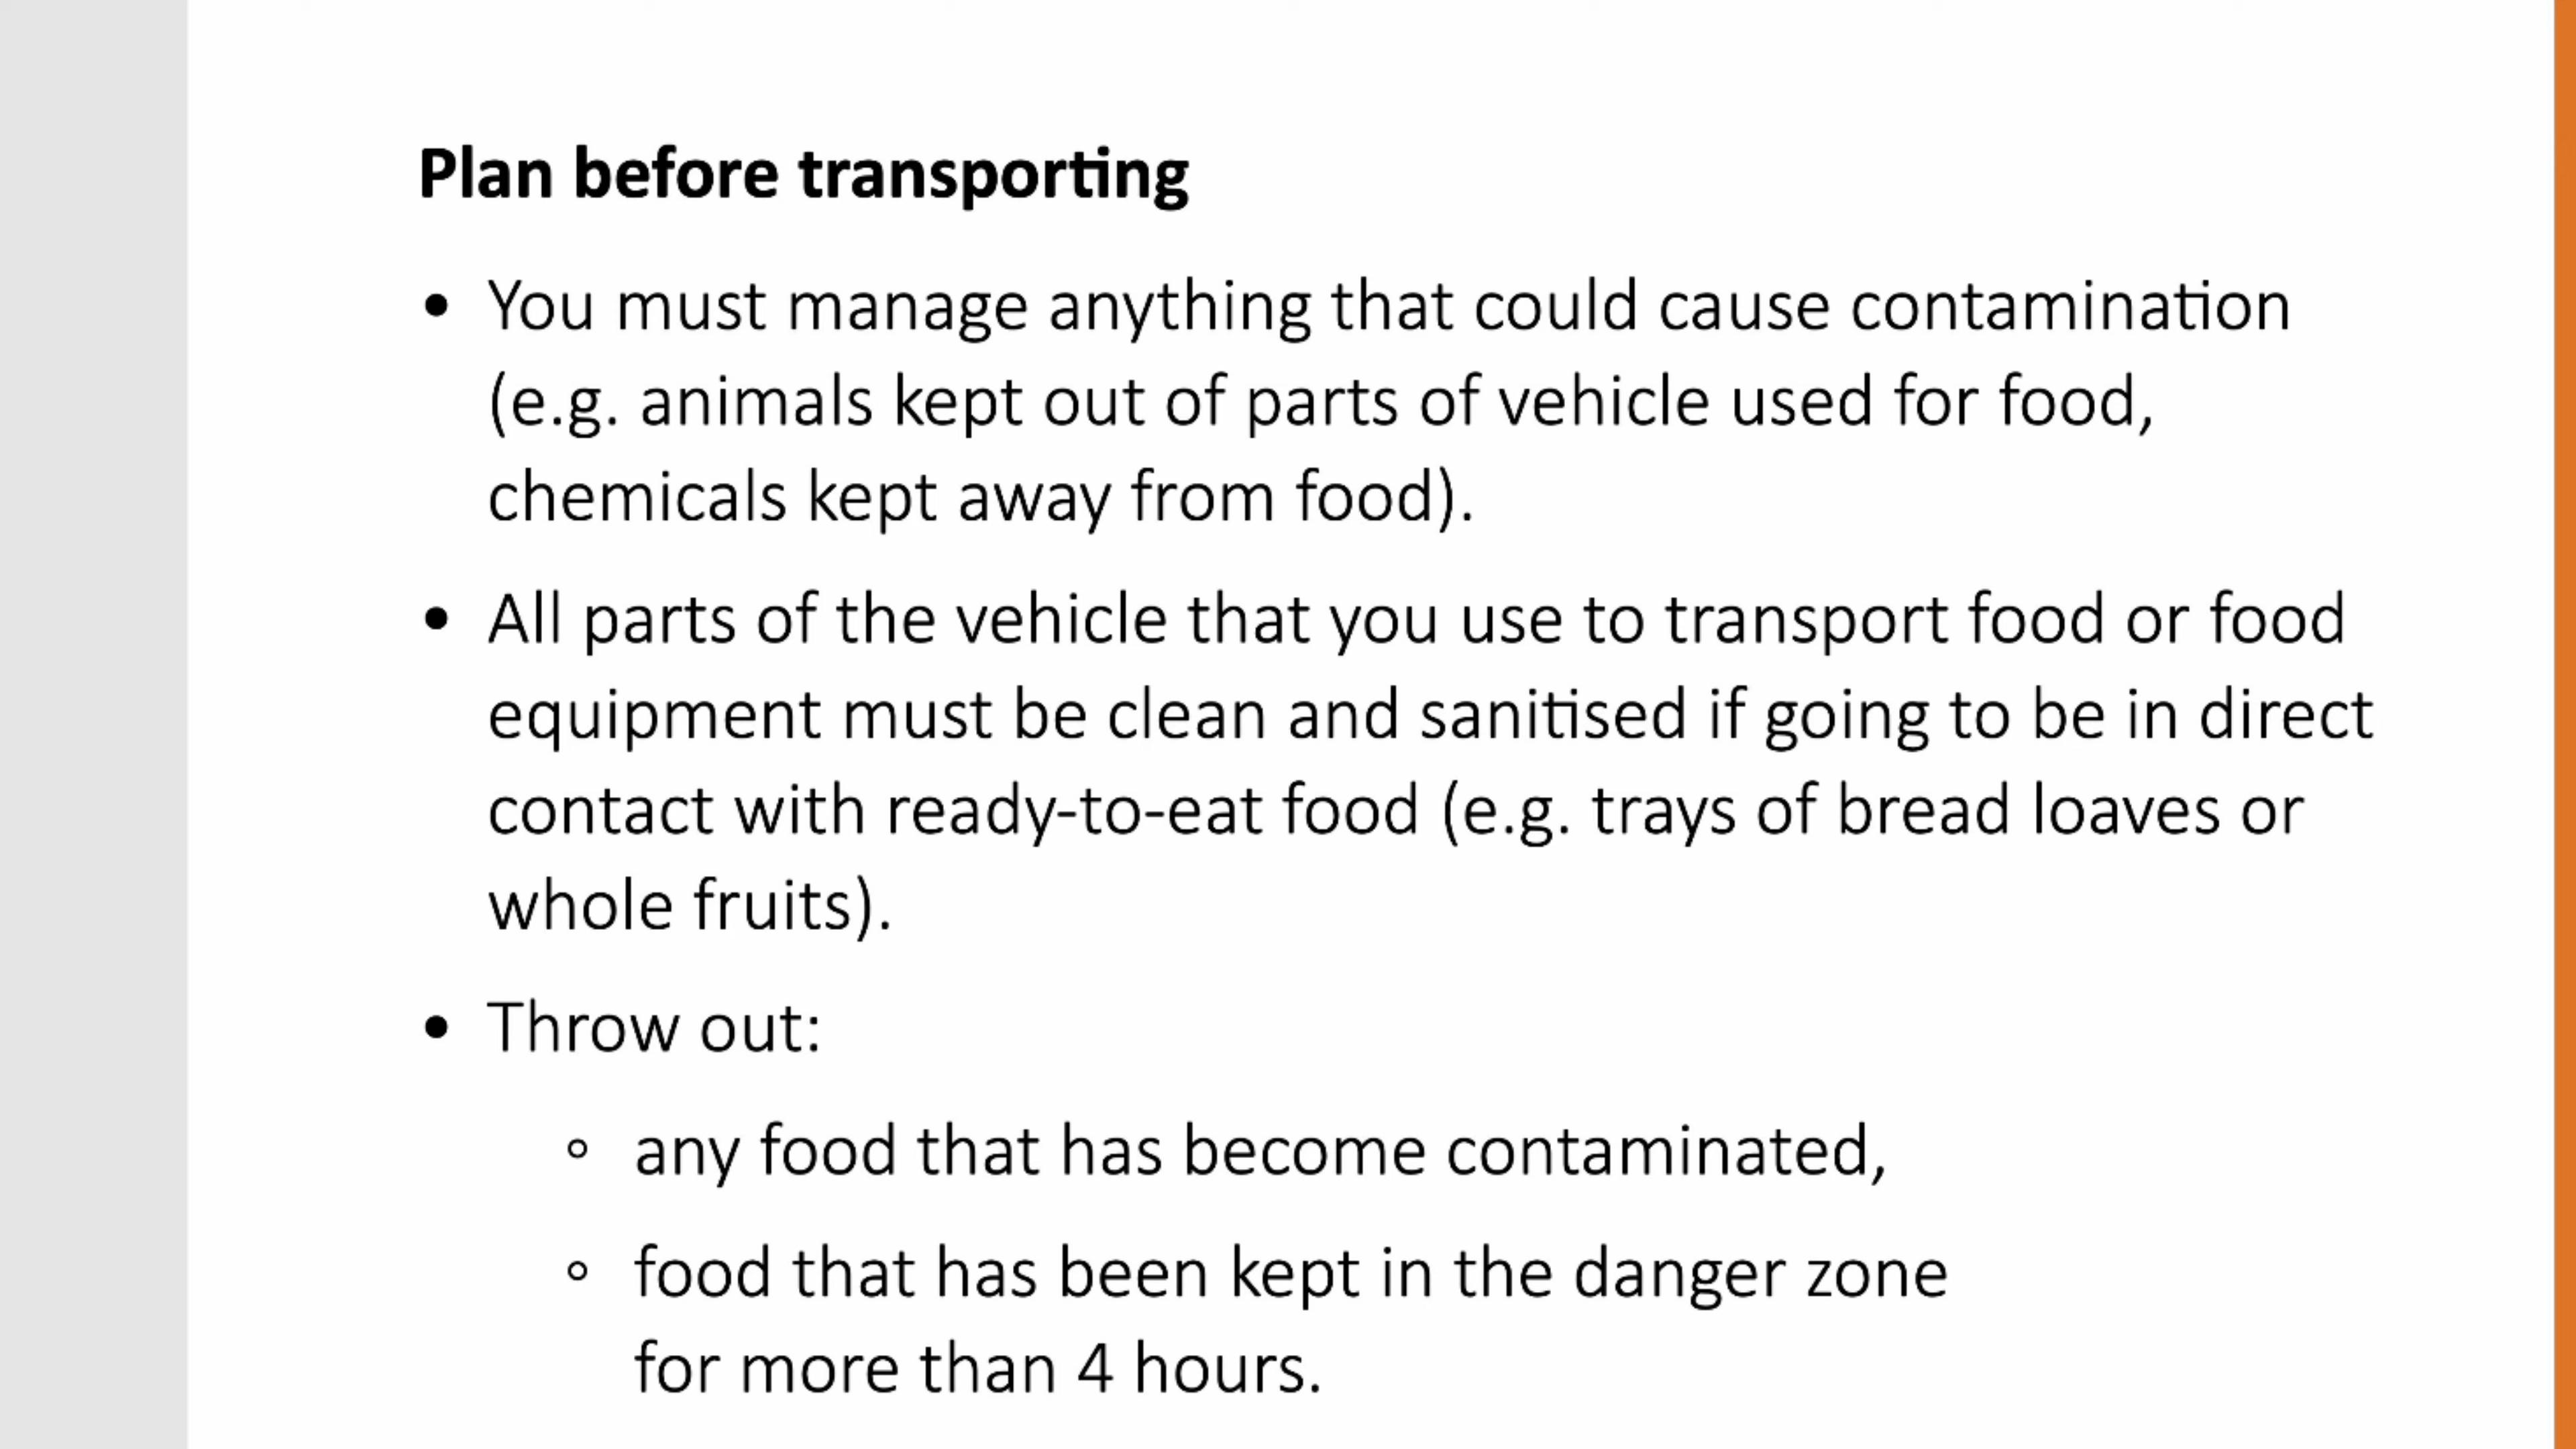 Plan before transporting
• You must manage anything that could cause contamination
(e.g. animals kept out of parts of vehicle used for food,
chemicals kept away from food).
• All parts of the vehicle that you use to transport food or food
equipment must be clean and sanitised if going to be in direct
contact with ready-to-eat food (e.g. trays of bread loaves or
whole fruits).
• Throw out:
◦ any food that has become contaminated,
◦ food that has been kept in the danger zone
for more than 4 hours.